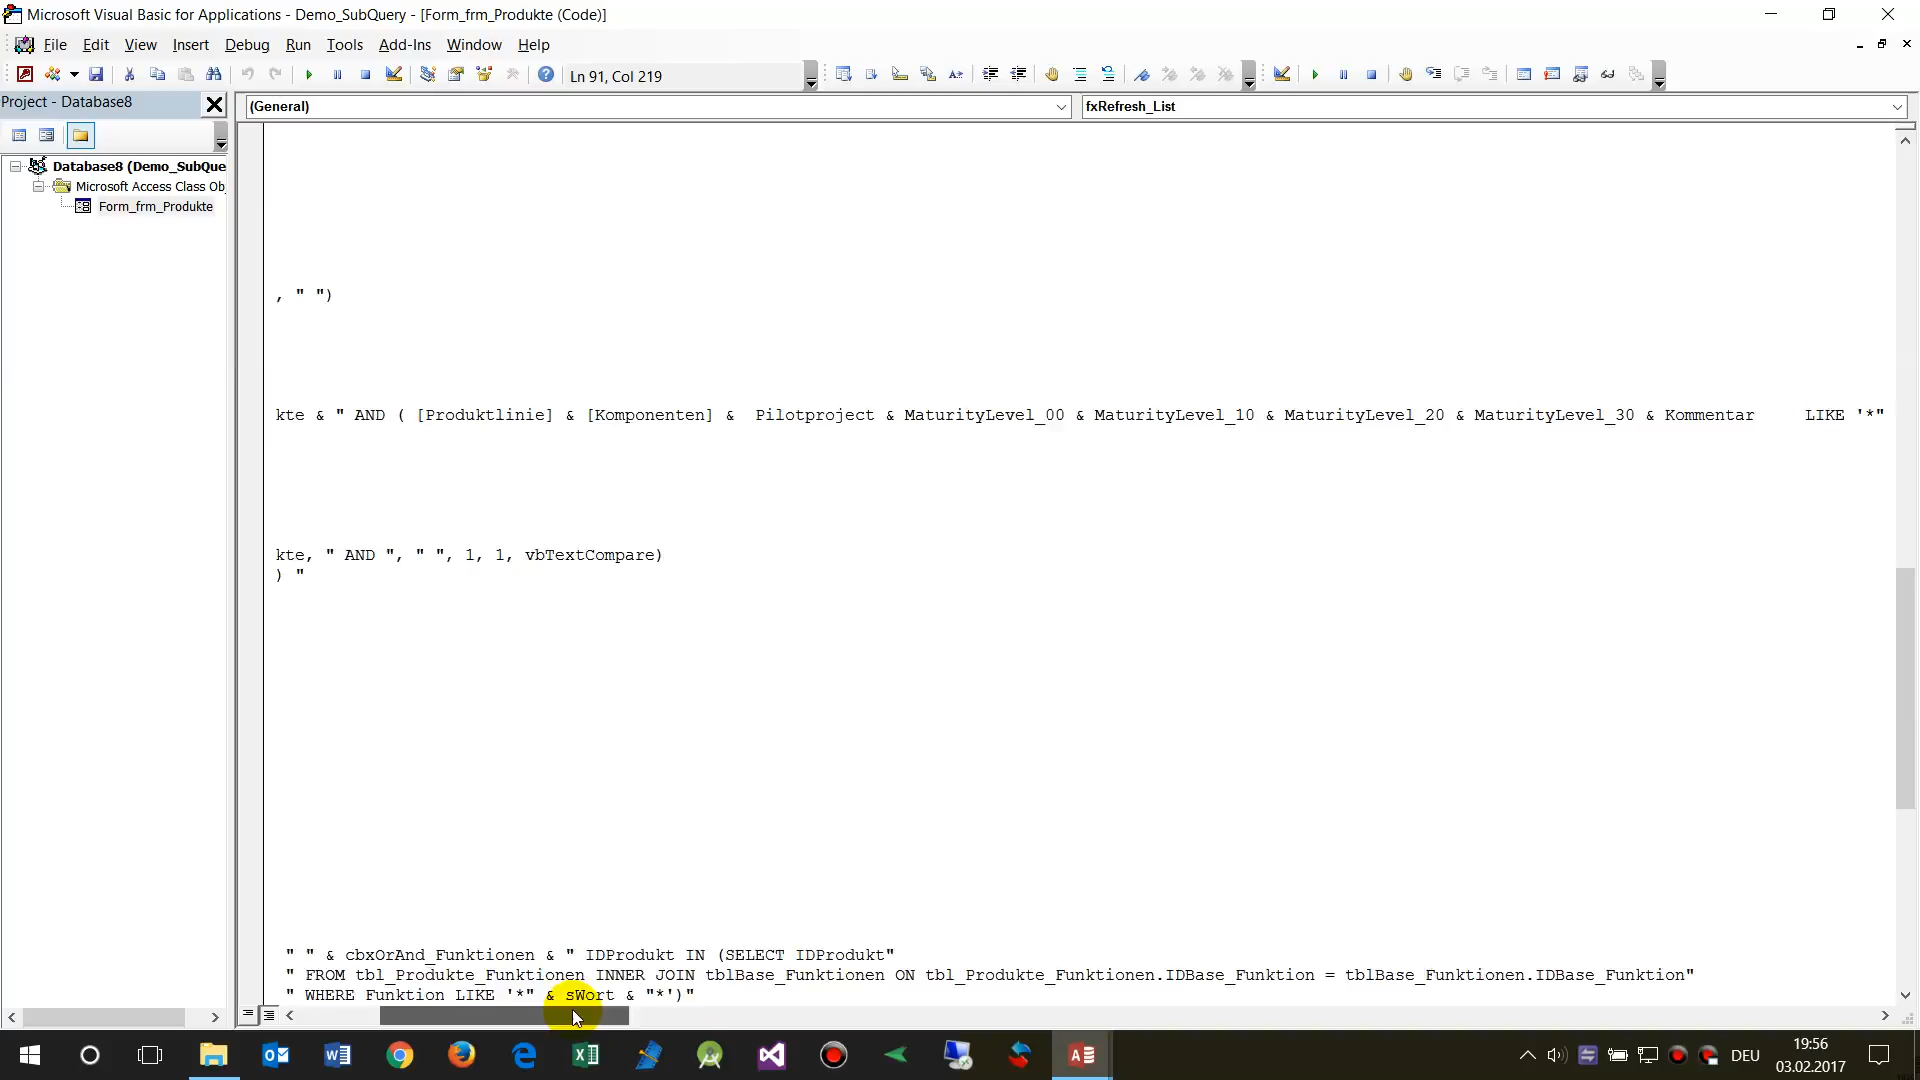 Microsoft Visual Basic for Applications - Demo_SubQuery - [Form_frm_Produkte (Code)]
File Edit View Insert Debug Run Tools Add-Ins Window Help
Ln 91, Col 219
Project - Database8
(General)
fxRefresh_List
Database8 (Demo_SubQue
Microsoft Access Class Ob
Form_frm_Produkte
, " ")
kte & " AND ( [Produktlinie] & [Komponenten] &  Pilotproject & MaturityLevel_00 & MaturityLevel_10 & MaturityLevel_20 & MaturityLevel_30 & Kommentar     LIKE '*"
kte, " AND ", " ", 1, 1, vbTextCompare)
) "
" " & cbxOrAnd_Funktionen & " IDProdukt IN (SELECT IDProdukt"
" FROM tbl_Produkte_Funktionen INNER JOIN tblBase_Funktionen ON tbl_Produkte_Funktionen.IDBase_Funktion = tblBase_Funktionen.IDBase_Funktion"
" WHERE Funktion LIKE '*" & sWort & "*')"
DEU
19:56
03.02.2017